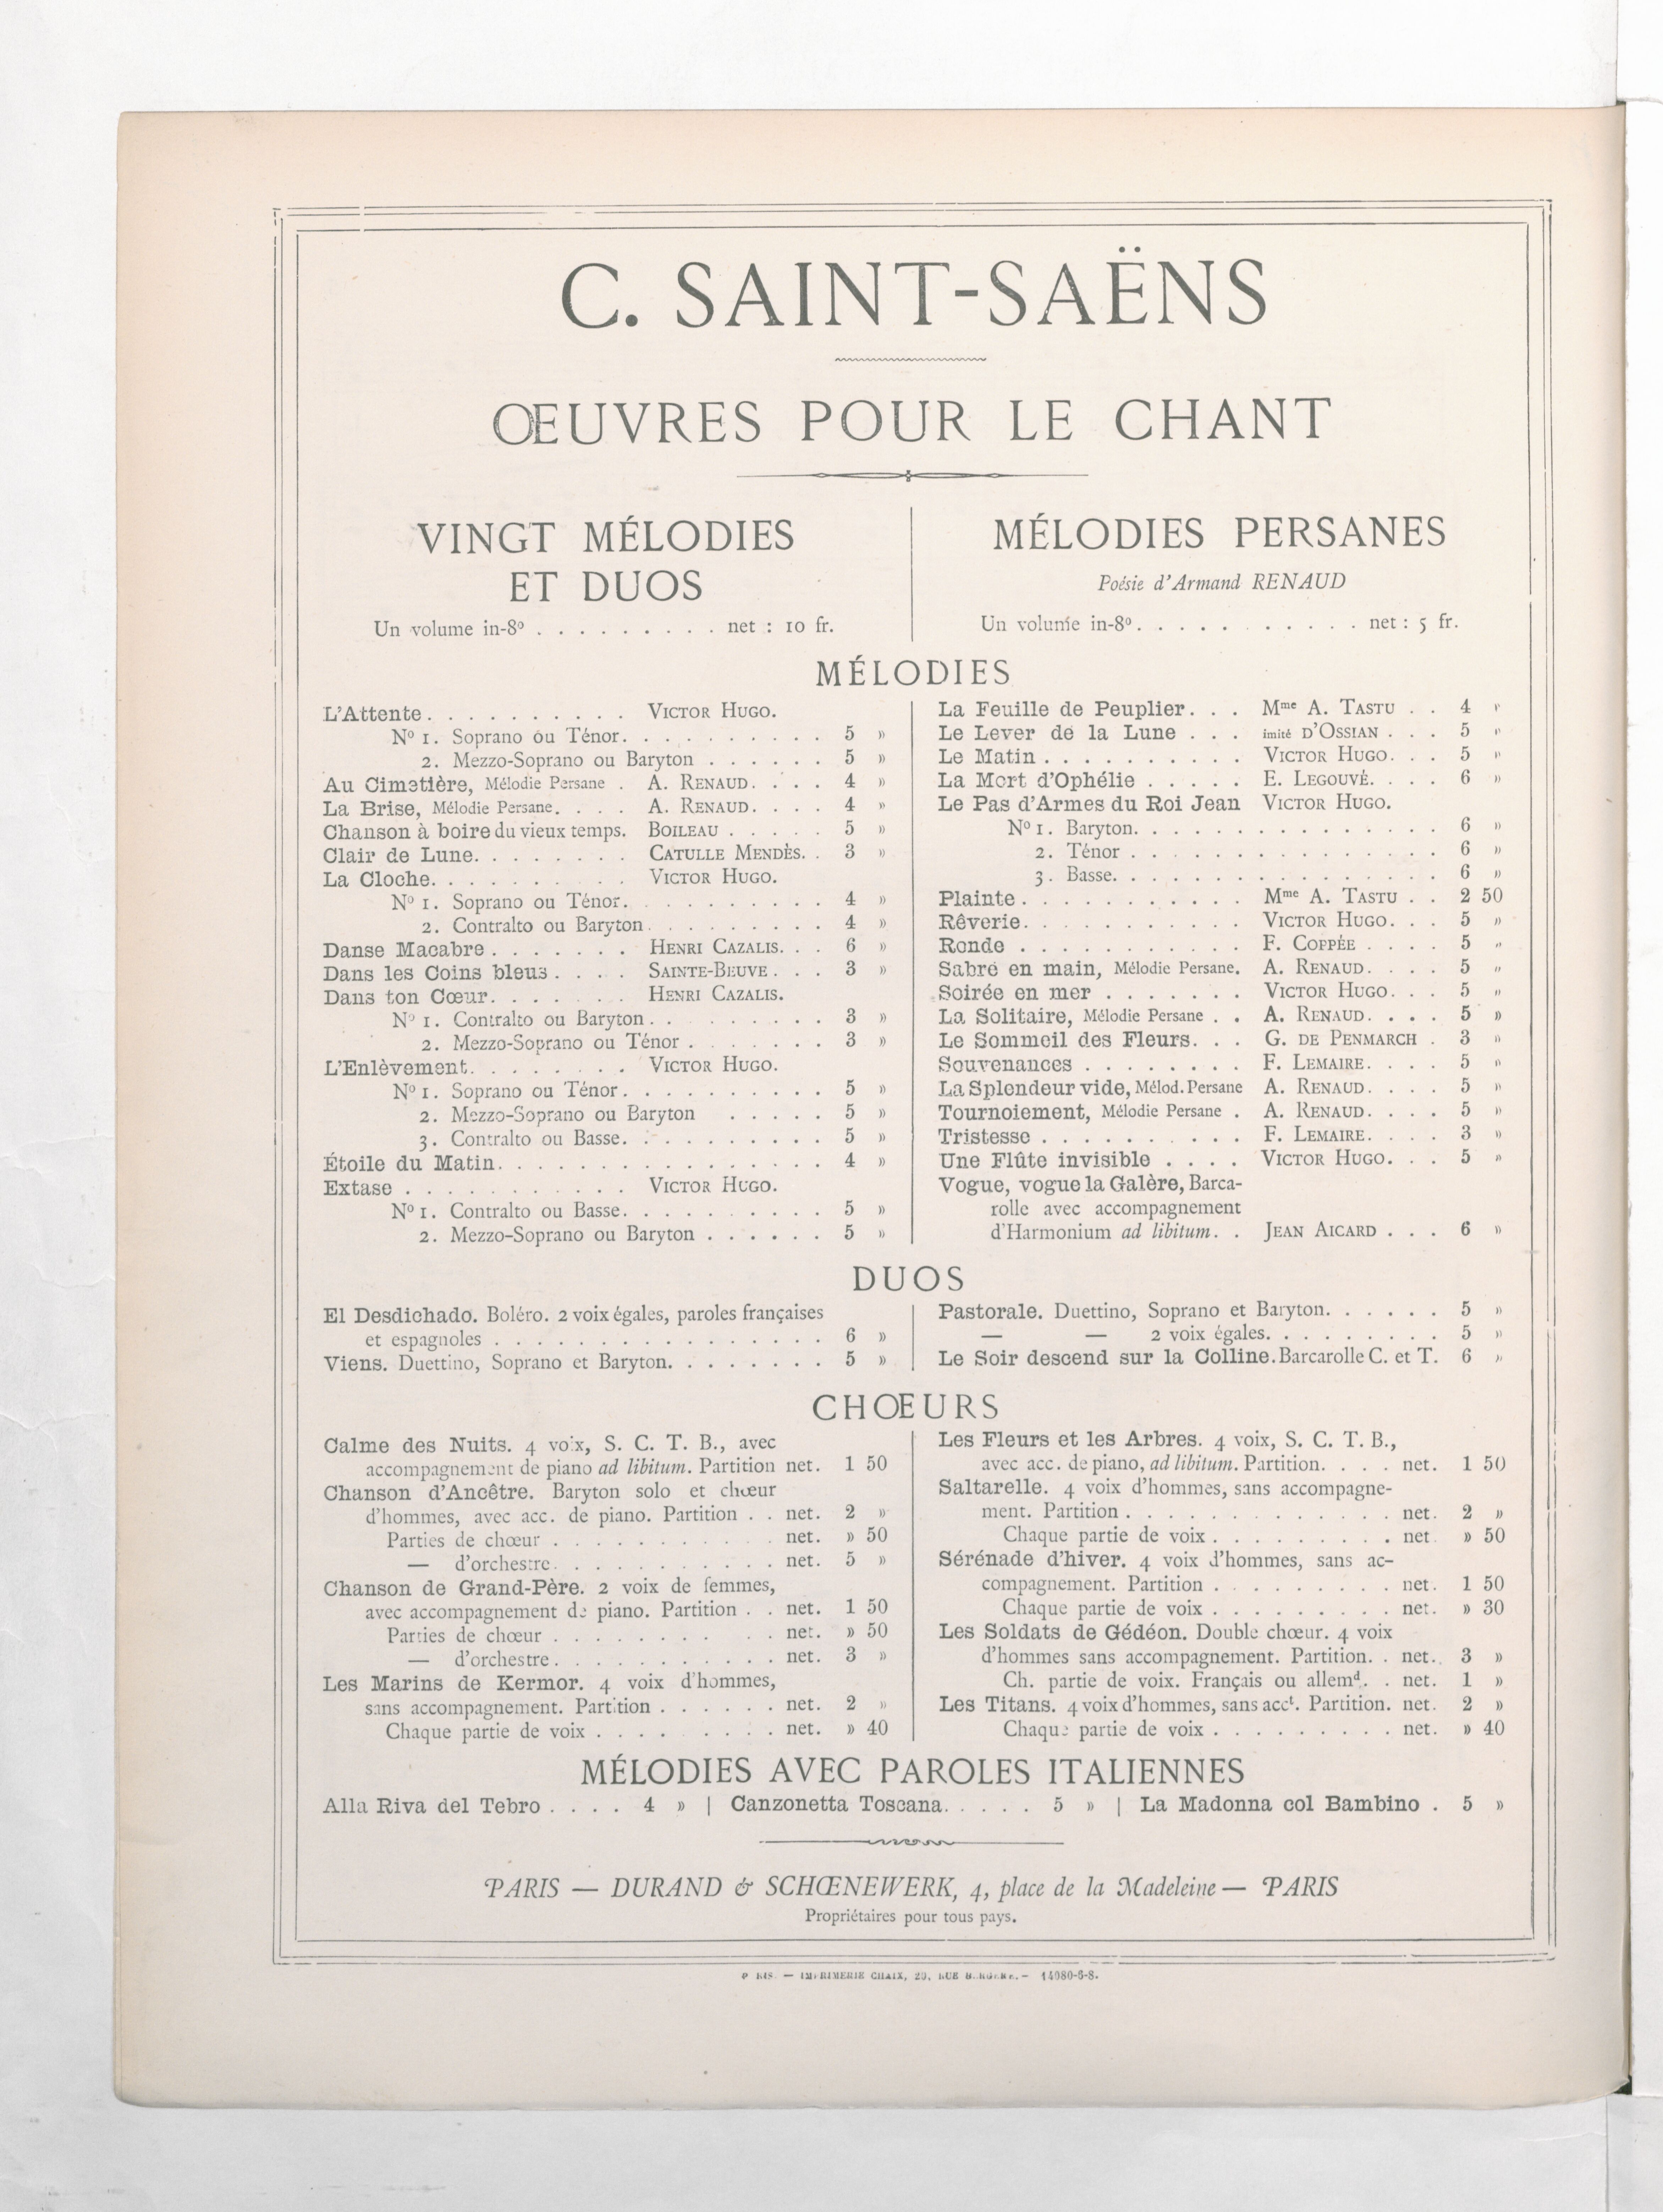 C. SAINT-SAËNS
ŒUVRES POUR LE CHANT
VINGT MÉLODIES
ET DUOS
Un volume in-8º . . . . . . . . . net : 10 fr.
MÉLODIES PERSANES
Poésie d'Armand RENAUD
Un volume in-8º. . . . . . . . . . . net : 5 fr.
MÉLODIES
L'Attente. . . . . . . . . . VICTOR HUGO.
Nº 1. Soprano ou Ténor. . . . . . . . . . 5 »
2. Mezzo-Soprano ou Baryton . . . . . . 5 »
Au Cimetière, Mélodie Persane . A. RENAUD. . . . 4 »
La Brise, Mélodie Persane. . . . A. RENAUD. . . . 4 »
Chanson à boire du vieux temps. BOILEAU . . . . . 5 »
Clair de Lune. . . . . . . . CATULLE MENDÈS. . 3 »
La Cloche. . . . . . . . . . VICTOR HUGO.
Nº 1. Soprano ou Ténor. . . . . . . . . . 4 »
2. Contralto ou Baryton. . . . . . . . . 4 »
Danse Macabre . . . . . . . HENRI CAZALIS. . . 6 »
Dans les Coins bleus . . . . SAINTE-BEUVE . . . 3 »
Dans ton Cœur. . . . . . . HENRI CAZALIS.
Nº 1. Contralto ou Baryton. . . . . . . . . 3 »
2. Mezzo-Soprano ou Ténor . . . . . . . 3 »
L'Enlèvement. . . . . . . . VICTOR HUGO.
Nº 1. Soprano ou Ténor. . . . . . . . . . 5 »
2. Mezzo-Soprano ou Baryton . . . . . 5 »
3. Contralto ou Basse. . . . . . . . . . 5 »
Étoile du Matin. . . . . . . . . . . . . . . . 4 »
Extase . . . . . . . . . . . VICTOR HUGO.
Nº 1. Contralto ou Basse. . . . . . . . . . 5 »
2. Mezzo-Soprano ou Baryton . . . . . . 5 »
La Feuille de Peuplier. . . Mme A. TASTU . . 4 »
Le Lever de la Lune . . . imité D'OSSIAN . . . 5 »
Le Matin . . . . . . . . . . VICTOR HUGO. . . 5 »
La Mort d'Ophélie . . . . . E. LEGOUVÉ. . . . 6 »
Le Pas d'Armes du Roi Jean VICTOR HUGO.
Nº 1. Baryton. . . . . . . . . . . . . . . 6 »
2. Ténor . . . . . . . . . . . . . . . 6 »
3. Basse. . . . . . . . . . . . . . . . 6 »
Plainte. . . . . . . . . . . Mme A. TASTU . . 2 50
Rêverie. . . . . . . . . . . VICTOR HUGO. . . 5 »
Ronde . . . . . . . . . . . F. COPPÉE . . . . 5 »
Sabre en main, Mélodie Persane. A. RENAUD. . . . 5 »
Soirée en mer . . . . . . . VICTOR HUGO. . . 5 »
La Solitaire, Mélodie Persane . . A. RENAUD. . . . 5 »
Le Sommeil des Fleurs. . . G. DE PENMARCH . 3 »
Souvenances . . . . . . . . F. LEMAIRE. . . . 5 »
La Splendeur vide, Mélod. Persane A. RENAUD. . . . 5 »
Tournoiement, Mélodie Persane . A. RENAUD. . . . 5 »
Tristesse . . . . . . . . . . F. LEMAIRE. . . . 3 »
Une Flûte invisible . . . . VICTOR HUGO. . . 5 »
Vogue, vogue la Galère, Barca-
rolle avec accompagnement
d'Harmonium ad libitum. . JEAN AICARD . . . 6 »
DUOS
El Desdichado. Boléro. 2 voix égales, paroles françaises
et espagnoles . . . . . . . . . . . . . . . . 6 »
Viens. Duettino, Soprano et Baryton. . . . . . . . 5 »
Pastorale. Duettino, Soprano et Baryton. . . . . . 5 »
— — 2 voix égales. . . . . . . . . 5 »
Le Soir descend sur la Colline. Barcarolle C. et T. 6 »
CHŒURS
Calme des Nuits. 4 voix, S. C. T. B., avec
accompagnement de piano ad libitum. Partition net. 1 50
Chanson d'Ancêtre. Baryton solo et chœur
d'hommes, avec acc. de piano. Partition . . net. 2 »
Parties de chœur . . . . . . . . . . . net. » 50
— d'orchestre. . . . . . . . . . . net. 5 »
Chanson de Grand-Père. 2 voix de femmes,
avec accompagnement de piano. Partition . . net. 1 50
Parties de chœur . . . . . . . . . . net. » 50
— d'orchestre. . . . . . . . . . . net. 3 »
Les Marins de Kermor. 4 voix d'hommes,
sans accompagnement. Partition . . . . . . net. 2 »
Chaque partie de voix . . . . . . . . . net. » 40
Les Fleurs et les Arbres. 4 voix, S. C. T. B.,
avec acc. de piano, ad libitum. Partition. . . . net. 1 50
Saltarelle. 4 voix d'hommes, sans accompagne-
ment. Partition . . . . . . . . . . . . . net. 2 »
Chaque partie de voix . . . . . . . . . net. » 50
Sérénade d'hiver. 4 voix d'hommes, sans ac-
compagnement. Partition . . . . . . . . . net. 1 50
Chaque partie de voix . . . . . . . . . net. » 30
Les Soldats de Gédéon. Double chœur. 4 voix
d'hommes sans accompagnement. Partition. . net. 3 »
Ch. partie de voix. Français ou allemd. . net. 1 »
Les Titans. 4 voix d'hommes, sans acct. Partition. net. 2 »
Chaque partie de voix . . . . . . . . . net. » 40
MÉLODIES AVEC PAROLES ITALIENNES
Alla Riva del Tebro . . . . 4 » | Canzonetta Toscana. . . . . 5 » | La Madonna col Bambino . 5 »
PARIS — DURAND & SCHŒNEWERK, 4, place de la Madeleine — PARIS
Propriétaires pour tous pays.
IMPRIMERIE CHAIX, 20, RUE BERGÈRE. — 14080-6-8.